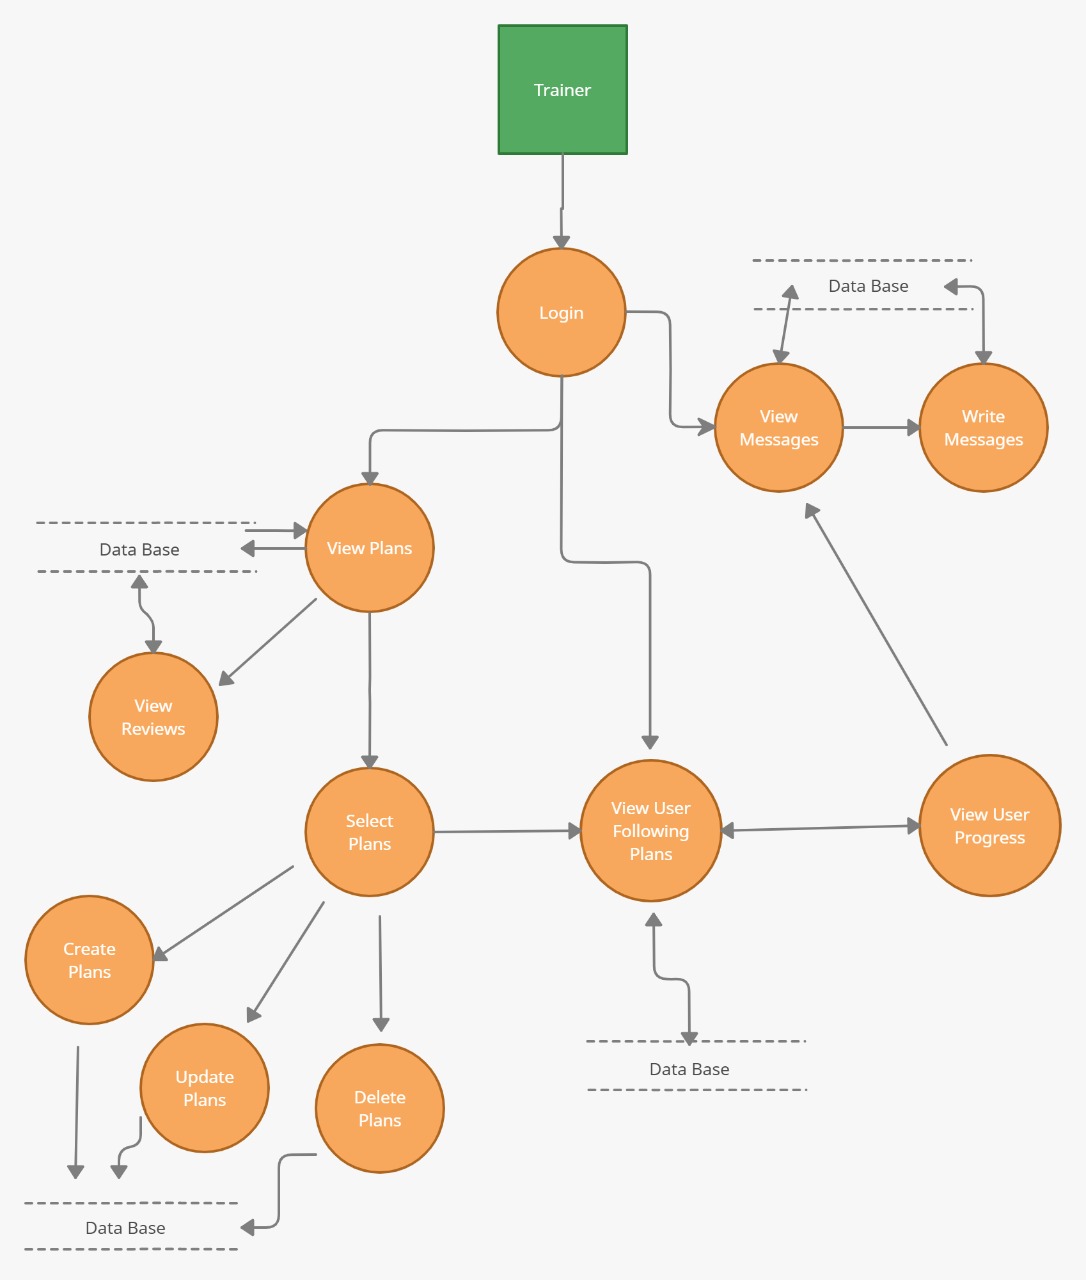 Trainer
Login
Data Base
View
Messages
Write
Messages
View Plans
Data Base
View
Reviews
Select
Plans
View User
Following
Plans
View User
Progress
Create
Plans
Update
Plans
Delete
Plans
Data Base
Data Base